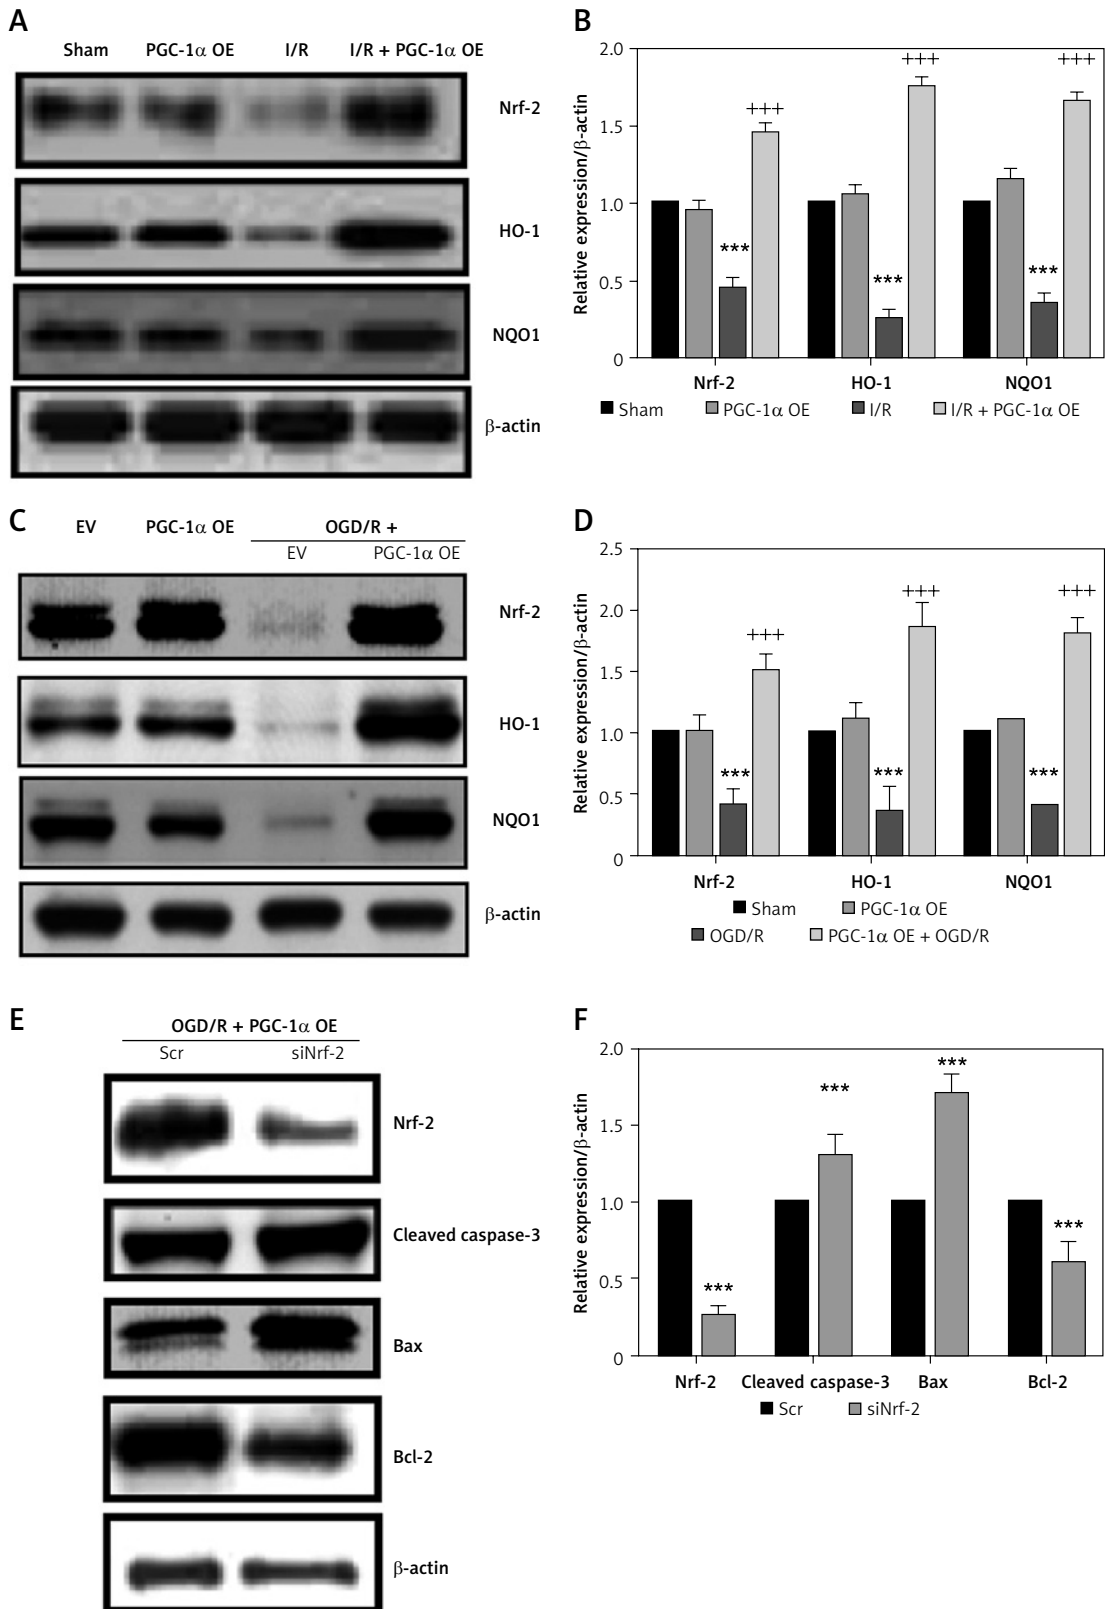 A
Sham PGC-1α OE I/R I/R + PGC-1α OE
Nrf-2
HO-1
NQO1
β-actin
B
Relative expression/β-actin
2.0
1.5
1.0
0.5
0
+++ +++ +++
*** *** ***
Nrf-2 HO-1 NQO1
Sham PGC-1α OE I/R I/R + PGC-1α OE
C
EV PGC-1α OE OGD/R +
EV PGC-1α OE
Nrf-2
HO-1
NQO1
β-actin
D
Relative expression/β-actin
2.5
2.0
1.5
1.0
0.5
0
+++ +++ +++
*** *** ***
Nrf-2 HO-1 NQO1
Sham PGC-1α OE
OGD/R PGC-1α OE + OGD/R
E
OGD/R + PGC-1α OE
Scr siNrf-2
Nrf-2
Cleaved caspase-3
Bax
Bcl-2
β-actin
F
Relative expression/β-actin
2.0
1.5
1.0
0.5
0
*** *** *** ***
Nrf-2 Cleaved caspase-3 Bax Bcl-2
Scr siNrf-2